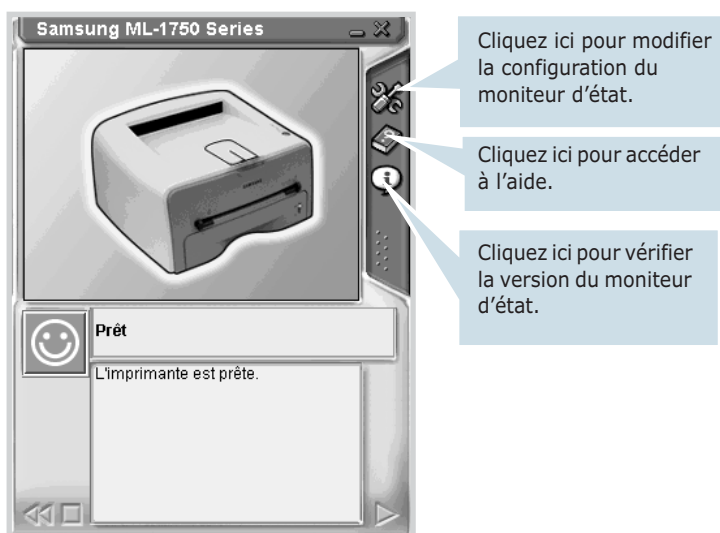 Samsung ML-1750 Series
Cliquez ici pour modifier
la configuration du
moniteur d’état.
Cliquez ici pour accéder
à l’aide.
Cliquez ici pour vérifier
la version du moniteur
d’état.
Prêt
L'imprimante est prête.